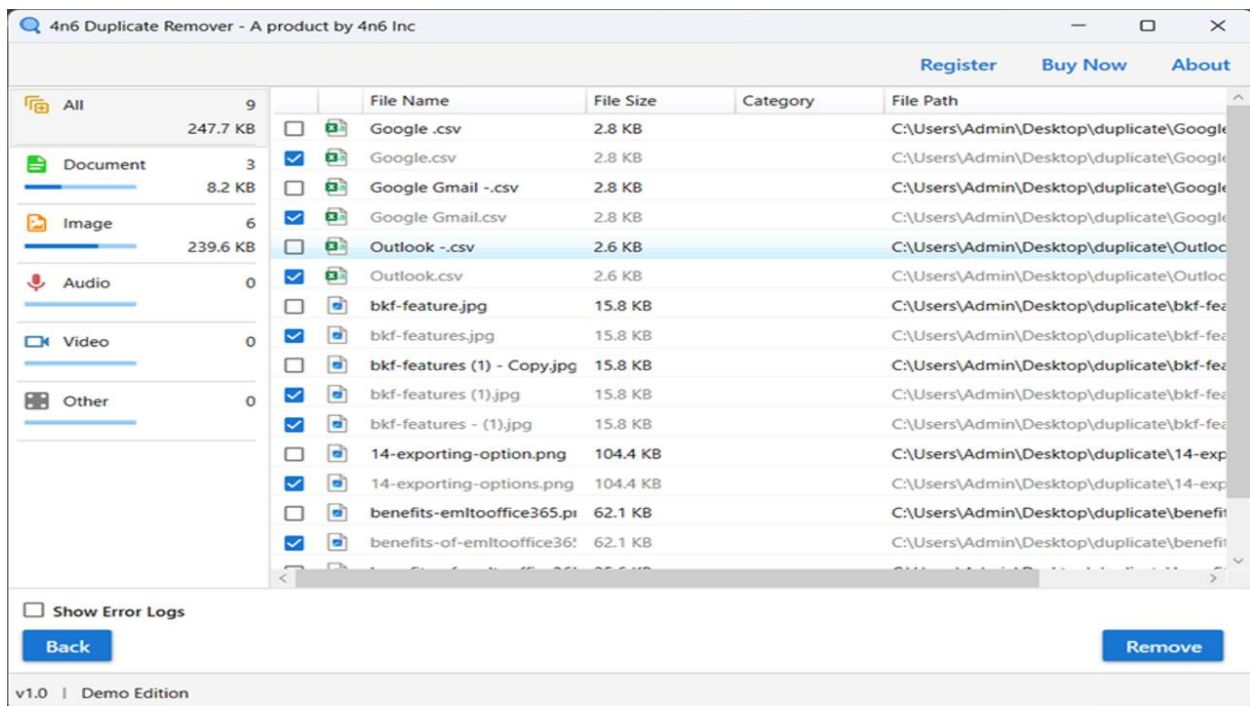 4n6 Duplicate Remover - A product by 4n6 Inc
Register Buy Now About
All 9
247.7 KB
Document 3
8.2 KB
Image 6
239.6 KB
Audio 0
Video 0
Other 0
File Name File Size Category File Path
Google .csv 2.8 KB C:\Users\Admin\Desktop\duplicate\Google
Google.csv 2.8 KB C:\Users\Admin\Desktop\duplicate\Google
Google Gmail -.csv 2.8 KB C:\Users\Admin\Desktop\duplicate\Google
Google Gmail.csv 2.8 KB C:\Users\Admin\Desktop\duplicate\Google
Outlook -.csv 2.6 KB C:\Users\Admin\Desktop\duplicate\Outloo
Outlook.csv 2.6 KB C:\Users\Admin\Desktop\duplicate\Outloo
bkf-feature.jpg 15.8 KB C:\Users\Admin\Desktop\duplicate\bkf-fea
bkf-features.jpg 15.8 KB C:\Users\Admin\Desktop\duplicate\bkf-fea
bkf-features (1) - Copy.jpg 15.8 KB C:\Users\Admin\Desktop\duplicate\bkf-fea
bkf-features (1).jpg 15.8 KB C:\Users\Admin\Desktop\duplicate\bkf-fea
bkf-features - (1).jpg 15.8 KB C:\Users\Admin\Desktop\duplicate\bkf-fea
14-exporting-option.png 104.4 KB C:\Users\Admin\Desktop\duplicate\14-exp
14-exporting-options.png 104.4 KB C:\Users\Admin\Desktop\duplicate\14-exp
benefits-emltooffice365.pn 62.1 KB C:\Users\Admin\Desktop\duplicate\benefit
benefits-of-emltooffice365 62.1 KB C:\Users\Admin\Desktop\duplicate\benefit
Show Error Logs
Back Remove
v1.0 | Demo Edition